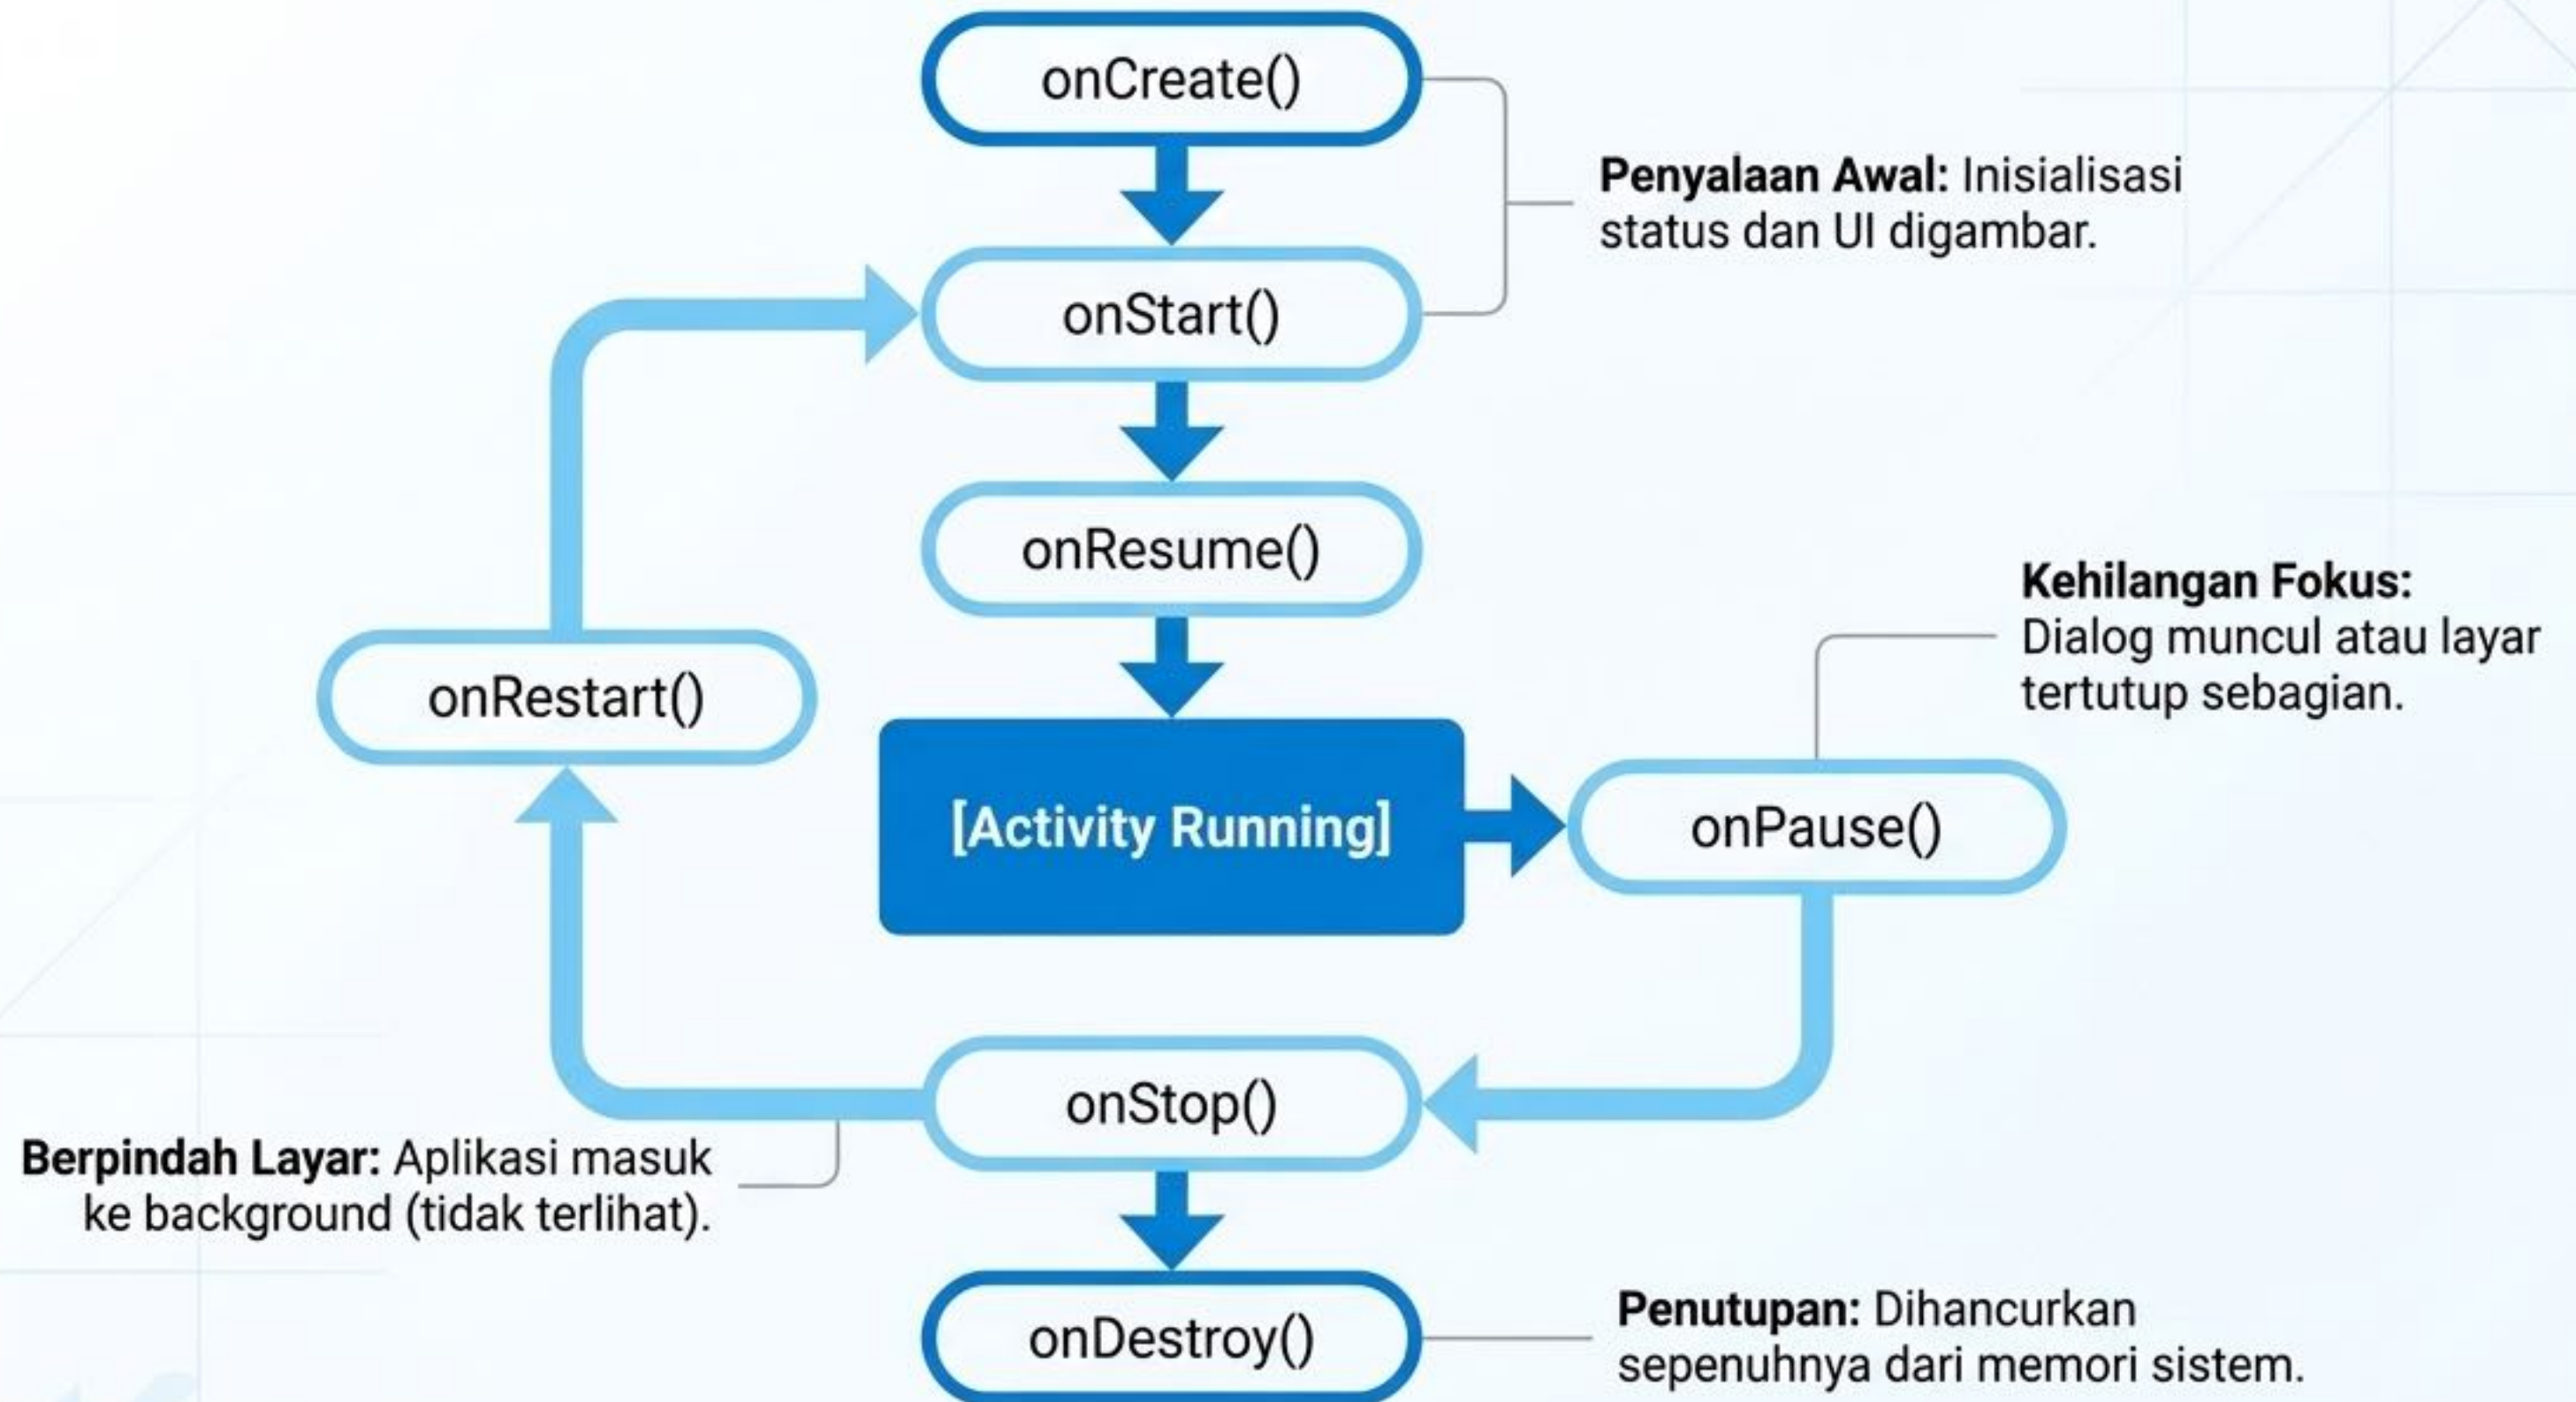 onCreate()
Penyalaan Awal: Inisialisasi
status dan UI digambar.
onStart()
onResume()
Kehilangan Fokus:
Dialog muncul atau layar
tertutup sebagian.
onRestart()
[Activity Running]
onPause()
onStop()
Berpindah Layar: Aplikasi masuk
ke background (tidak terlihat).
onDestroy()
Penutupan: Dihancurkan
sepenuhnya dari memori sistem.